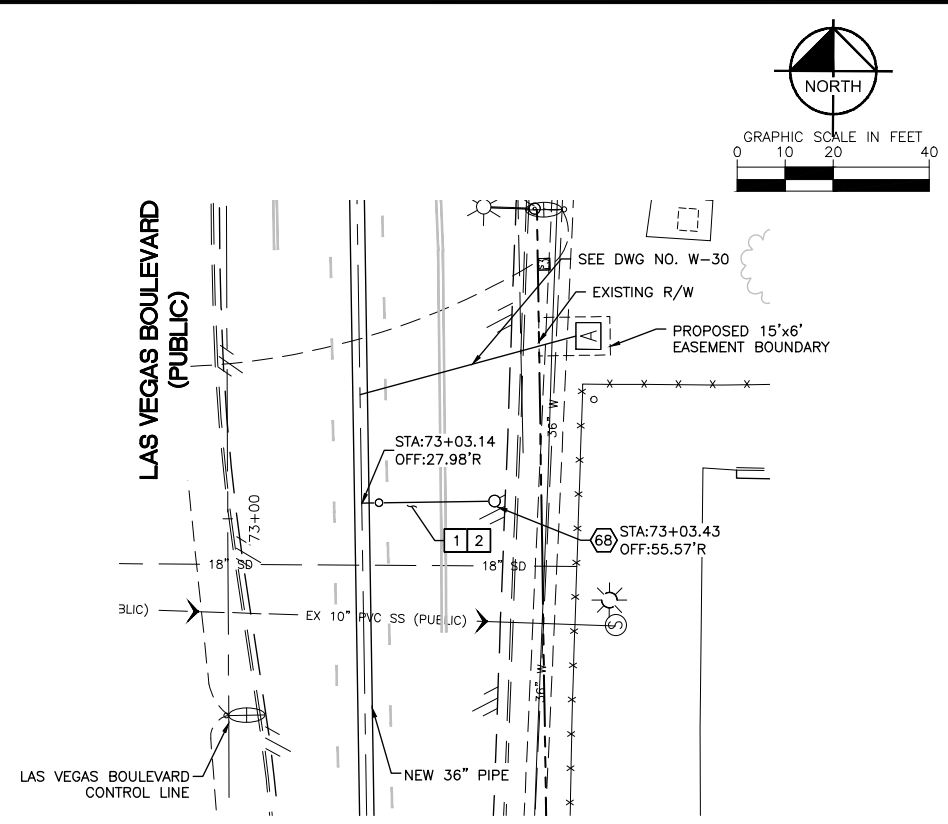 NORTH
GRAPHIC SCALE IN FEET
0 10 20 40
LAS VEGAS BOULEVARD
(PUBLIC)
SEE DWG NO. W-30
EXISTING R/W
A
PROPOSED 15'x6'
EASEMENT BOUNDARY
36" W
STA:73+03.14
OFF:27.98'R
73+00
1 2
68
STA:73+03.43
OFF:55.57'R
18" SD
18" SD
BLIC)
EX 10" PVC SS (PUBLIC)
S
36" W
LAS VEGAS BOULEVARD
CONTROL LINE
NEW 36" PIPE